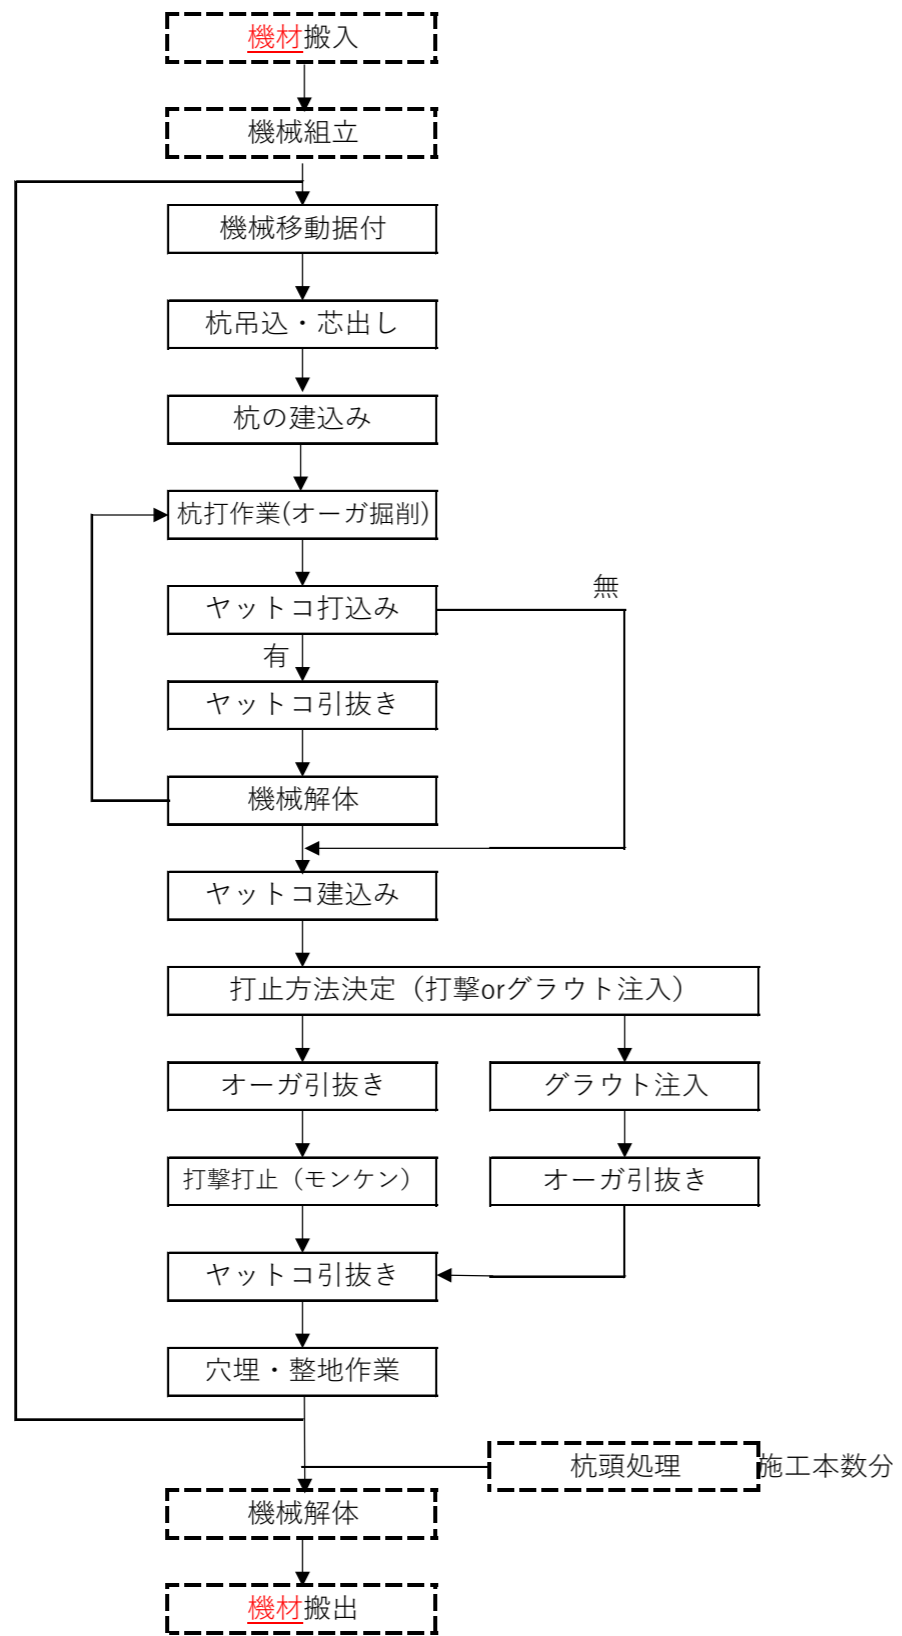 機材搬入
機械組立
機械移動据付
杭吊込・芯出し
杭の建込み
杭打作業(オーガ掘削)
無
ヤットコ打込み
有
ヤットコ引抜き
機械解体
ヤットコ建込み
打止方法決定（打撃orグラウト注入）
オーガ引抜き
グラウト注入
打撃打止（モンケン）
オーガ引抜き
ヤットコ引抜き
穴埋・整地作業
杭頭処理
施工本数分
機械解体
機材搬出